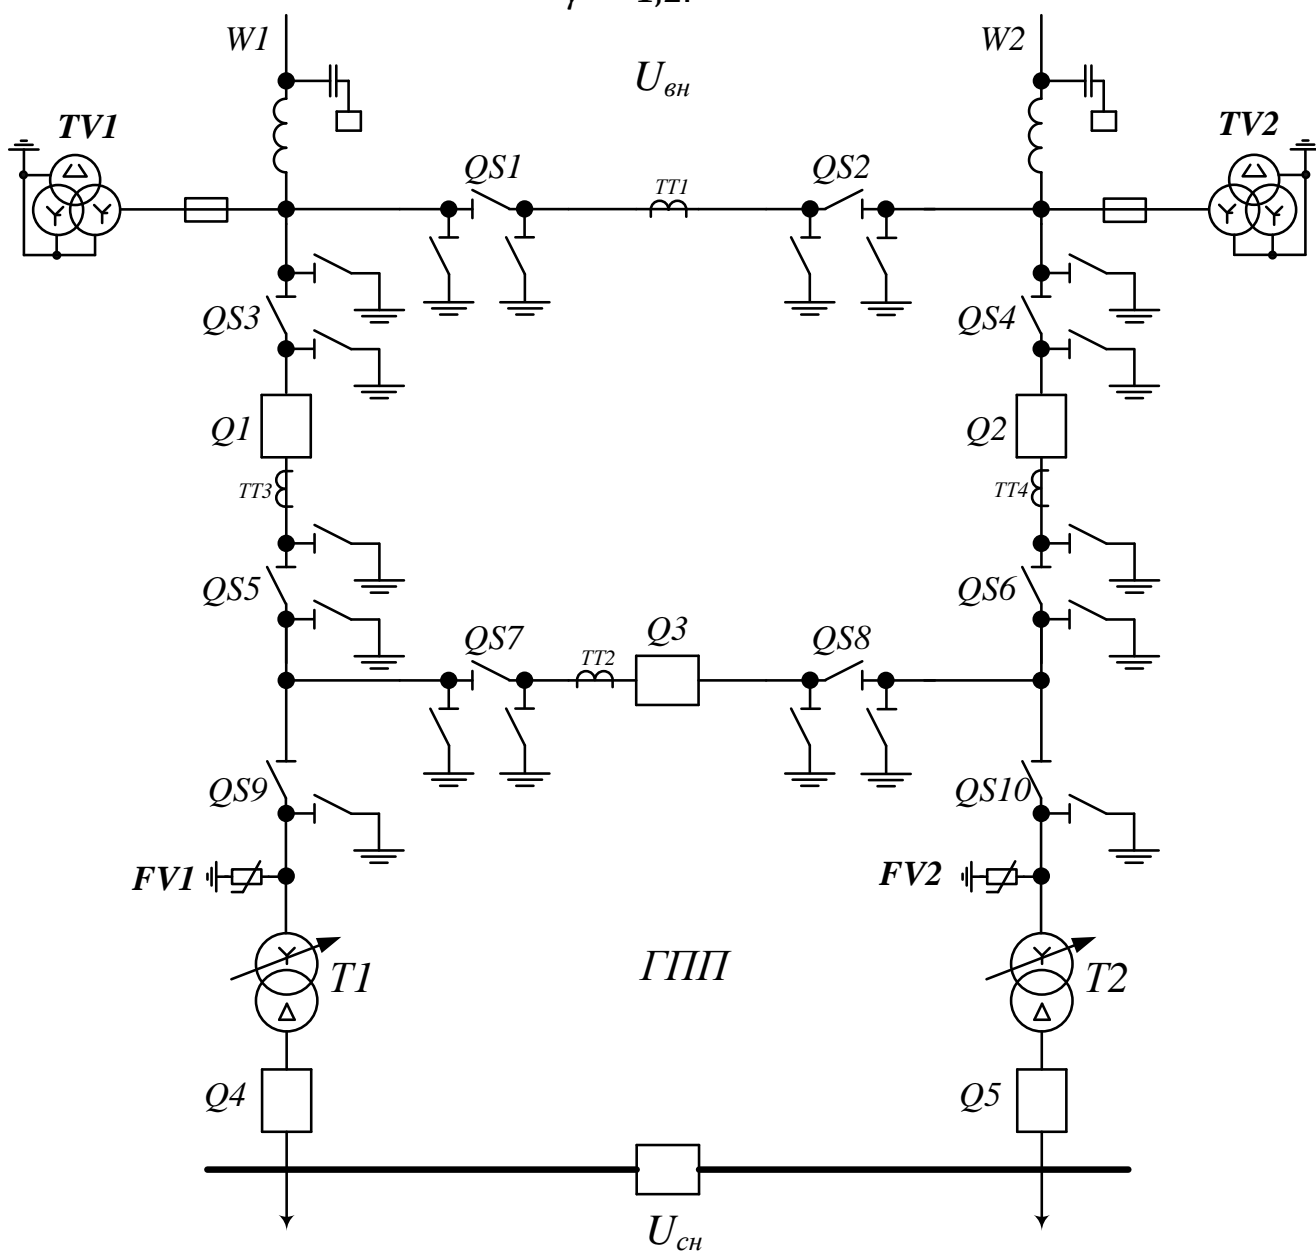 W1
W2
U вн
TV1
TV2
QS1
TT1
QS2
QS3
QS4
Q1
Q2
TT3
TT4
QS5
QS6
QS7
TT2
Q3
QS8
QS9
QS10
FV1
FV2
T1
ГПП
T2
Q4
Q5
U сн